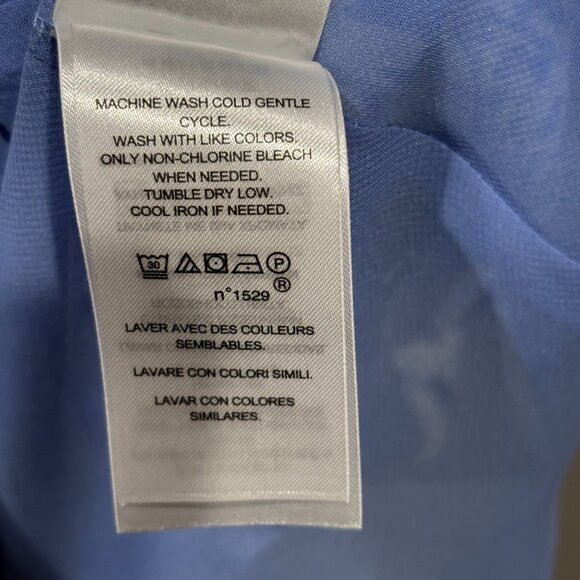 MACHINE WASH COLD GENTLE
CYCLE.
WASH WITH LIKE COLORS.
ONLY NON-CHLORINE BLEACH
WHEN NEEDED.
TUMBLE DRY LOW.
COOL IRON IF NEEDED.
30 P
®
n°1529
LAVER AVEC DES COULEURS
SEMBLABLES.
LAVARE CON COLORI SIMILI.
LAVAR CON COLORES
SIMILARES.